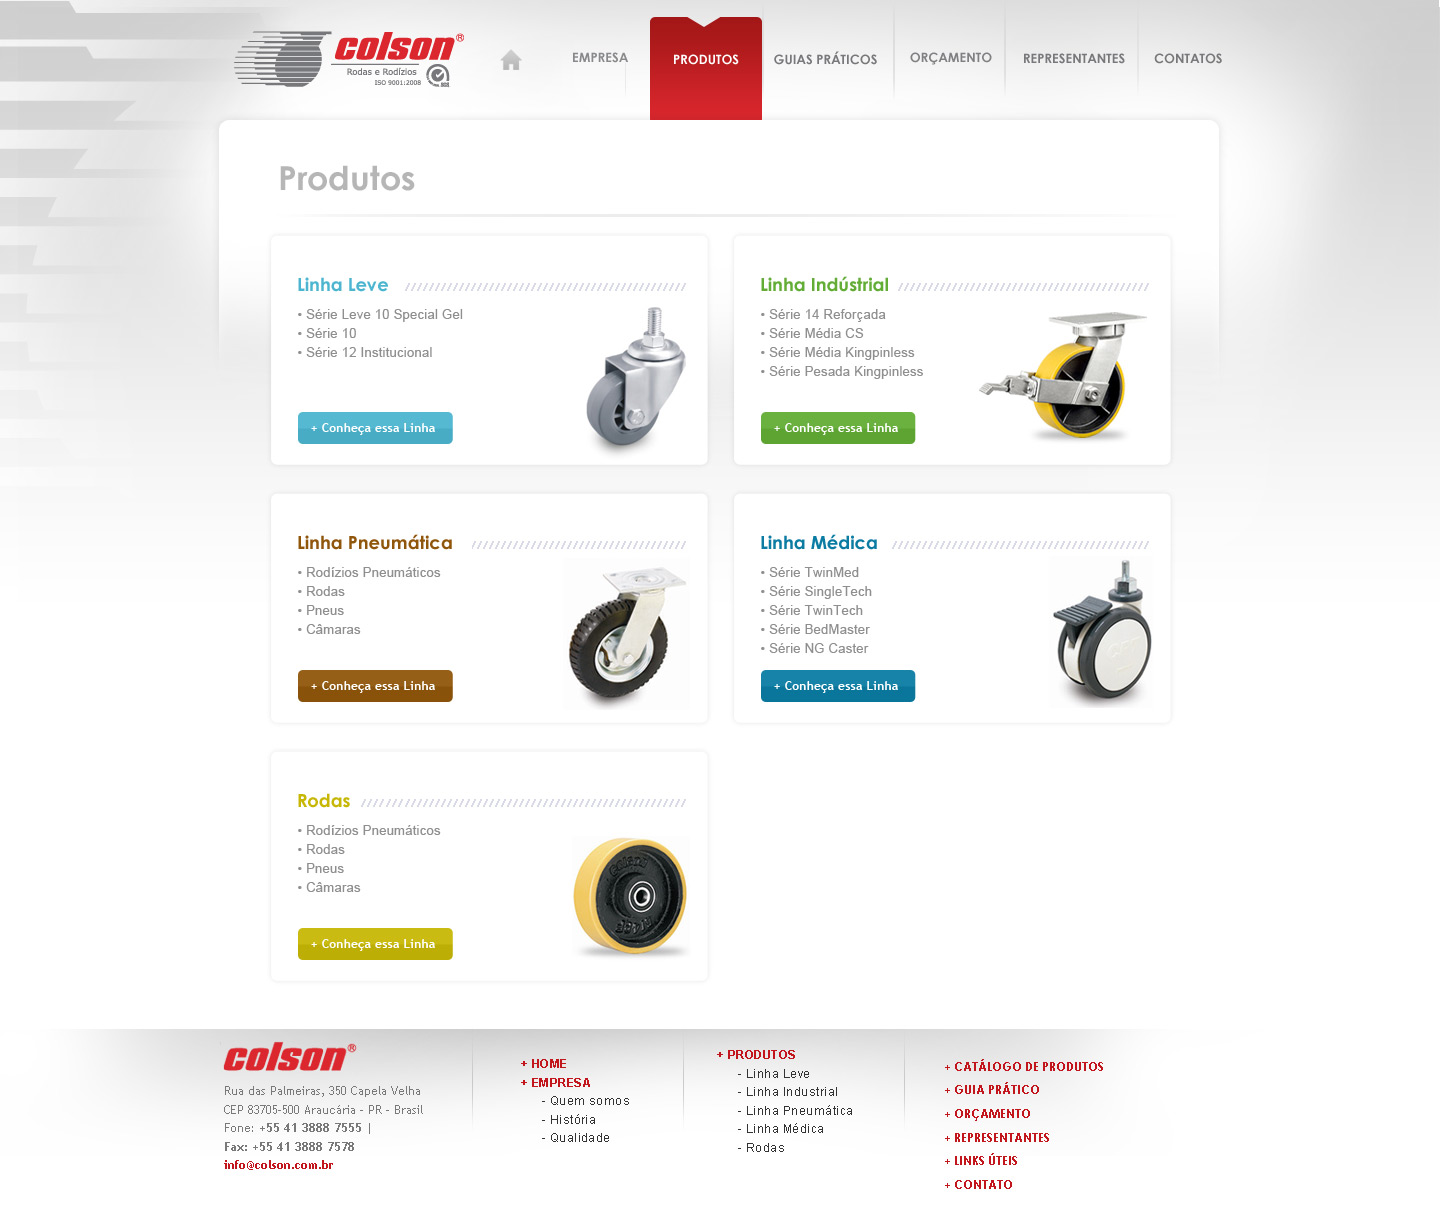 colson®
Rodas e Rodízios
ISO 9001:2008
EMPRESA
PRODUTOS
GUIAS PRÁTICOS
ORÇAMENTO
REPRESENTANTES
CONTATOS
Produtos
Linha Leve
• Série Leve 10 Special Gel
• Série 10
• Série 12 Institucional
+ Conheça essa Linha
Linha Indústrial
• Série 14 Reforçada
• Série Média CS
• Série Média Kingpinless
• Série Pesada Kingpinless
+ Conheça essa Linha
Linha Pneumática
• Rodízios Pneumáticos
• Rodas
• Pneus
• Câmaras
+ Conheça essa Linha
Linha Médica
• Série TwinMed
• Série SingleTech
• Série TwinTech
• Série BedMaster
• Série NG Caster
+ Conheça essa Linha
Rodas
• Rodízios Pneumáticos
• Rodas
• Pneus
• Câmaras
+ Conheça essa Linha
colson®
Rua das Palmeiras, 350 Capela Velha
CEP 83705-500 Araucária - PR - Brasil
Fone: +55 41 3888 7555 |
Fax: +55 41 3888 7578
info@colson.com.br
+ HOME
+ EMPRESA
- Quem somos
- História
- Qualidade
+ PRODUTOS
- Linha Leve
- Linha Industrial
- Linha Pneumática
- Linha Médica
- Rodas
+ CATÁLOGO DE PRODUTOS
+ GUIA PRÁTICO
+ ORÇAMENTO
+ REPRESENTANTES
+ LINKS ÚTEIS
+ CONTATO